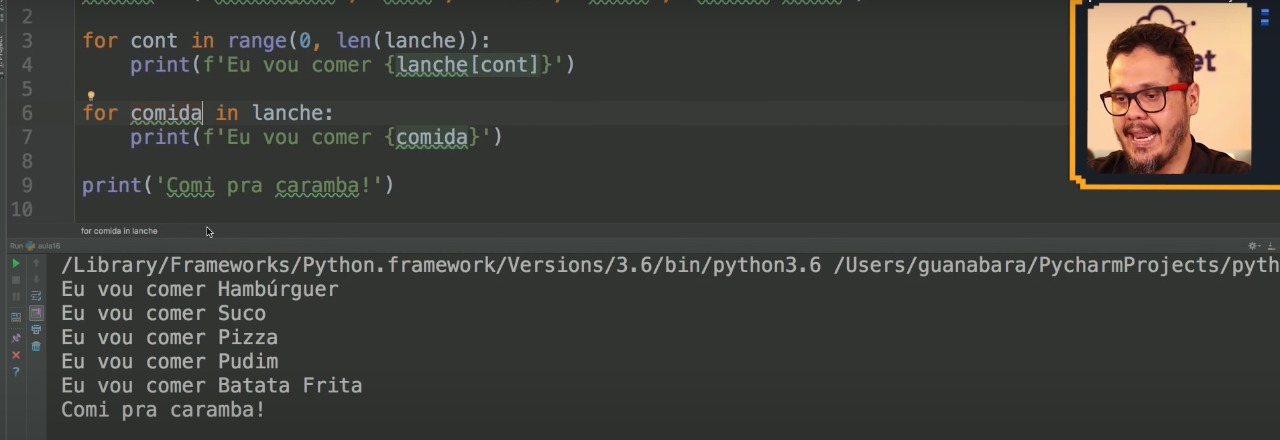 2
3 for cont in range(0, len(lanche)):
4 print(f'Eu vou comer {lanche[cont]}')
5
6 for comida in lanche:
7 print(f'Eu vou comer {comida}')
8
9 print('Comi pra caramba!')
10
for comida in lanche
Run aula16
/Library/Frameworks/Python.framework/Versions/3.6/bin/python3.6 /Users/guanabara/PycharmProjects/pyth
Eu vou comer Hambúrguer
Eu vou comer Suco
Eu vou comer Pizza
Eu vou comer Pudim
Eu vou comer Batata Frita
Comi pra caramba!